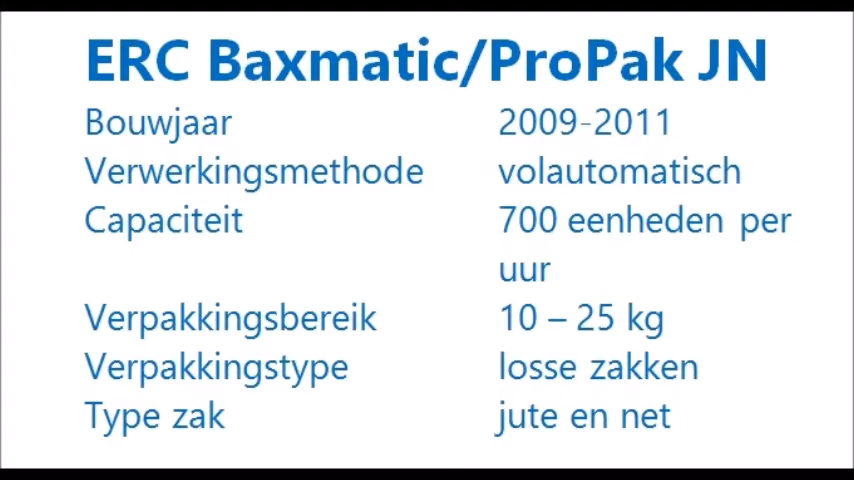 ERC Baxmatic/ProPak JN
Bouwjaar 2009-2011
Verwerkingsmethode volautomatisch
Capaciteit 700 eenheden per
uur
Verpakkingsbereik 10 – 25 kg
Verpakkingstype losse zakken
Type zak jute en net